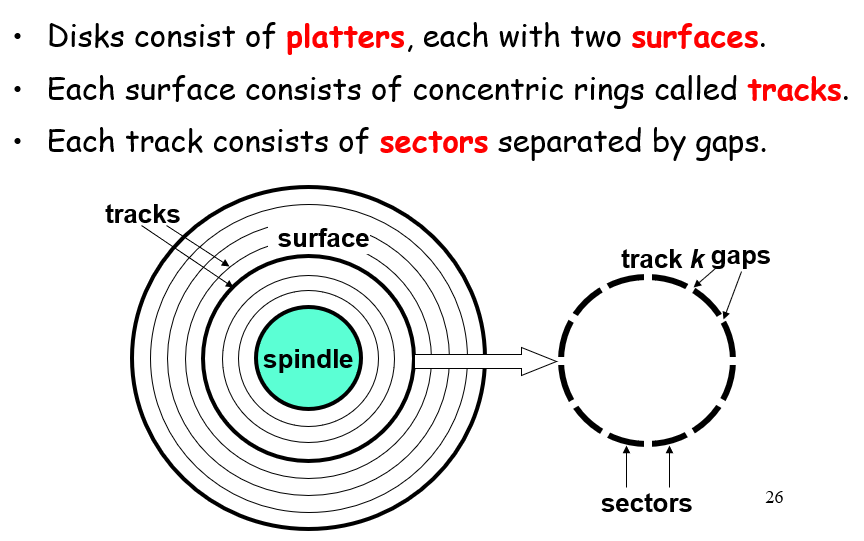 • Disks consist of platters, each with two surfaces.
• Each surface consists of concentric rings called tracks.
• Each track consists of sectors separated by gaps.
tracks
surface
spindle
track k
gaps
sectors
26